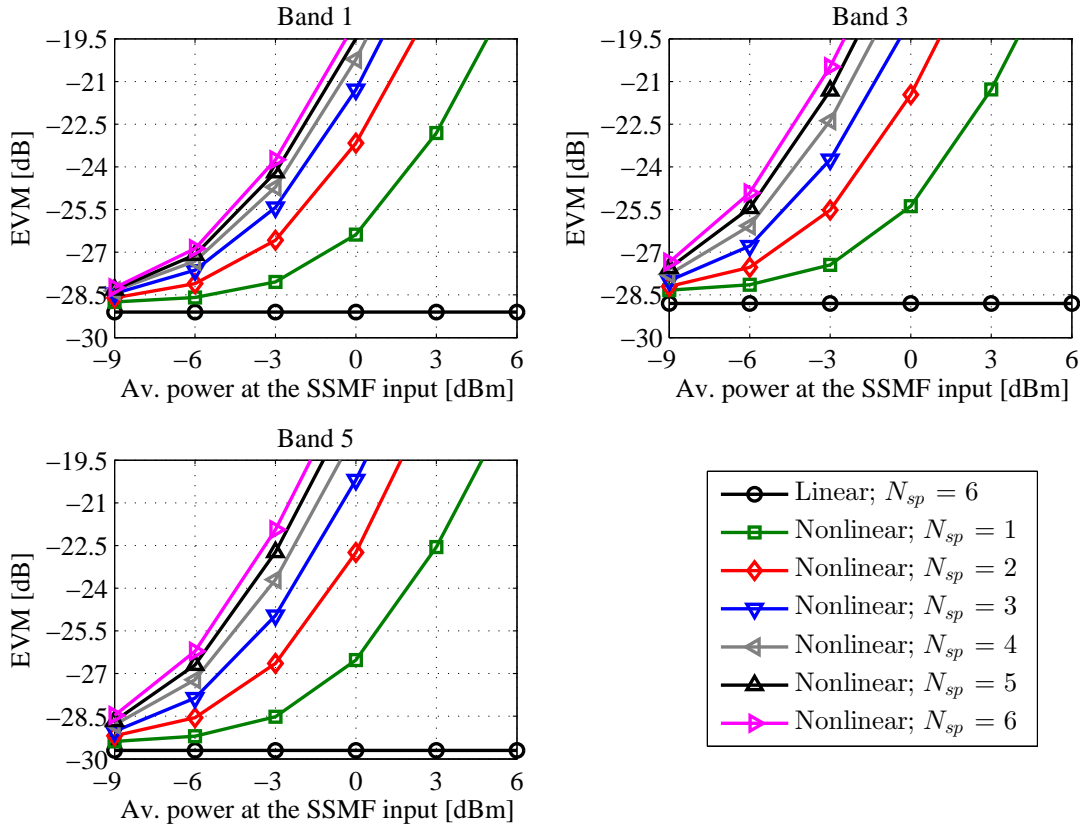 Band 1
−19.5
−21
−22.5
−24
−25.5
−27
−28.5
−30
EVM [dB]
−9 −6 −3 0 3 6
Av. power at the SSMF input [dBm]
Band 3
−19.5
−21
−22.5
−24
−25.5
−27
−28.5
−30
EVM [dB]
−9 −6 −3 0 3 6
Av. power at the SSMF input [dBm]
Band 5
−19.5
−21
−22.5
−24
−25.5
−27
−28.5
−30
EVM [dB]
−9 −6 −3 0 3 6
Av. power at the SSMF input [dBm]
Linear; N_sp = 6
Nonlinear; N_sp = 1
Nonlinear; N_sp = 2
Nonlinear; N_sp = 3
Nonlinear; N_sp = 4
Nonlinear; N_sp = 5
Nonlinear; N_sp = 6